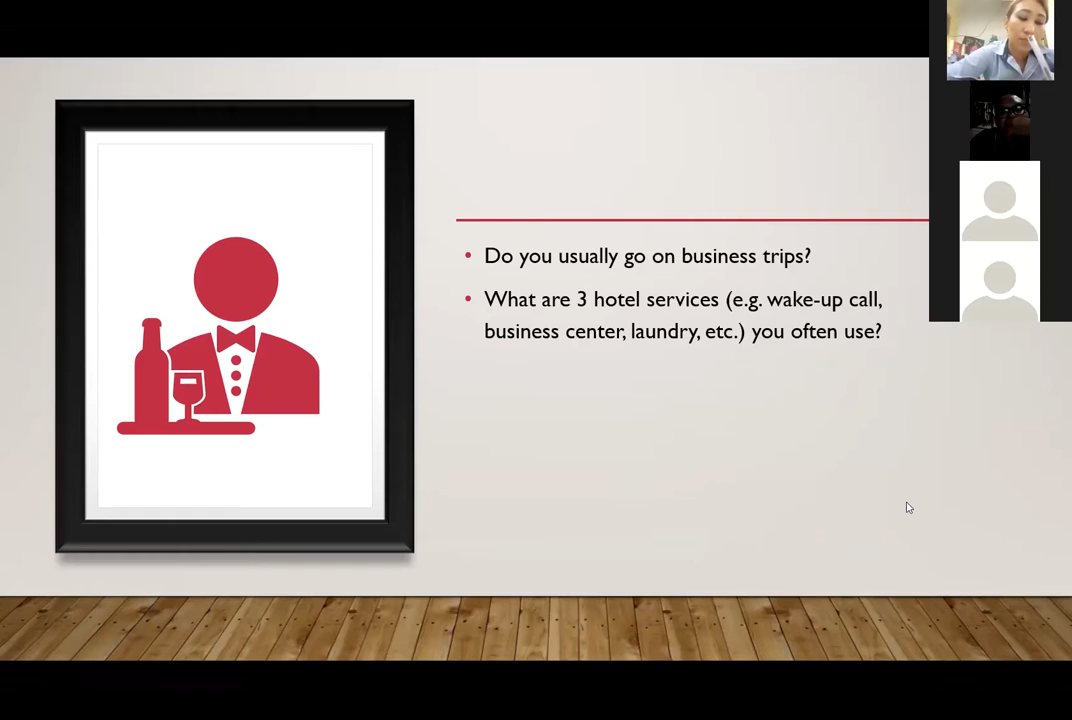 Do you usually go on business trips?
What are 3 hotel services (e.g. wake-up call,
business center, laundry, etc.) you often use?